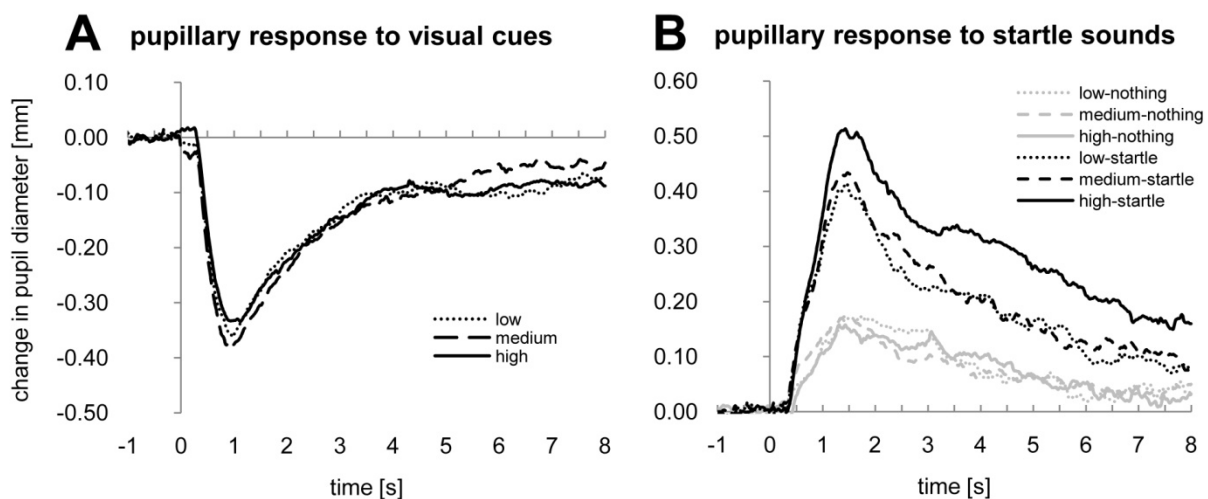 A pupillary response to visual cues
change in pupil diameter [mm]
0.10
0.00
-0.10
-0.20
-0.30
-0.40
-0.50
low
medium
high
-1 0 1 2 3 4 5 6 7 8
time [s]
B pupillary response to startle sounds
0.60
0.50
0.40
0.30
0.20
0.10
0.00
low-nothing
medium-nothing
high-nothing
low-startle
medium-startle
high-startle
-1 0 1 2 3 4 5 6 7 8
time [s]